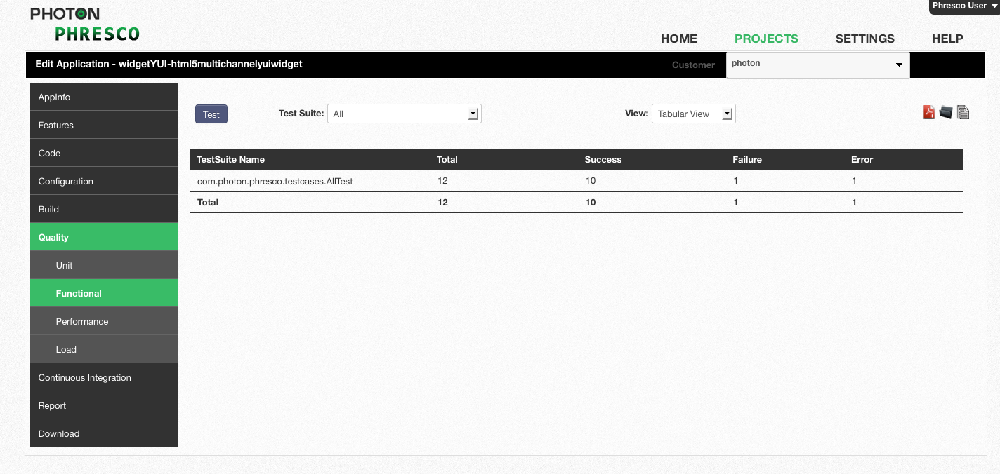 Phresco User
PHOTON
PHRESCO
HOME PROJECTS SETTINGS HELP
Edit Application - widgetYUI-html5multichannelyuiwidget Customer photon
AppInfo
Features
Code
Configuration
Build
Quality
Unit
Functional
Performance
Load
Continuous Integration
Report
Download
Test Test Suite: All View: Tabular View
TestSuite Name Total Success Failure Error
com.photon.phresco.testcases.AllTest 12 10 1 1
Total 12 10 1 1